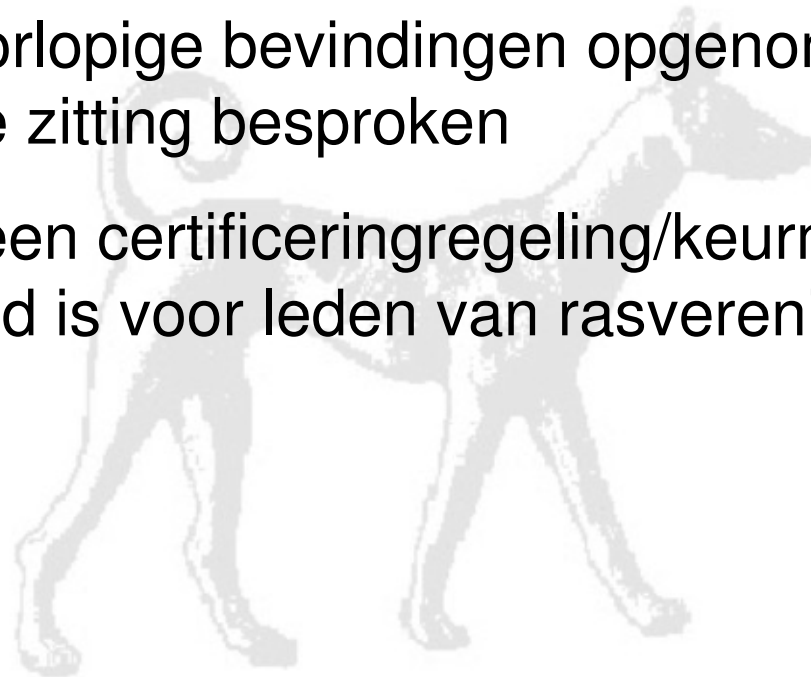 orlopige bevindingen opgenor
e zitting besproken
een certificeringregeling/keurr
d is voor leden van rasveren